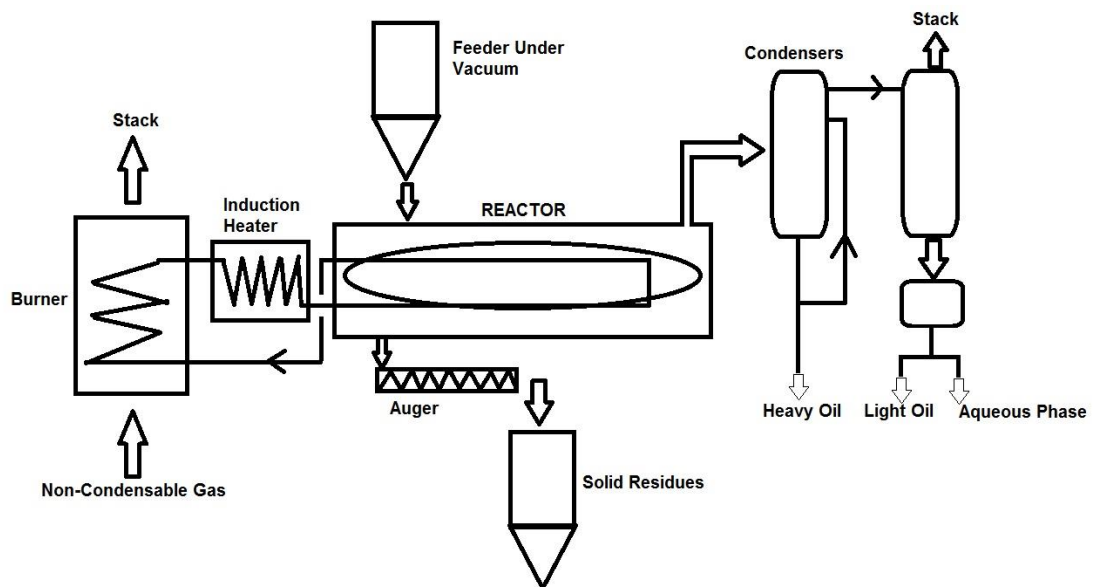 Feeder Under
Vacuum
Condensers
Stack
Stack
Induction
Heater
REACTOR
Burner
Auger
Heavy Oil
Light Oil
Aqueous Phase
Non-Condensable Gas
Solid Residues